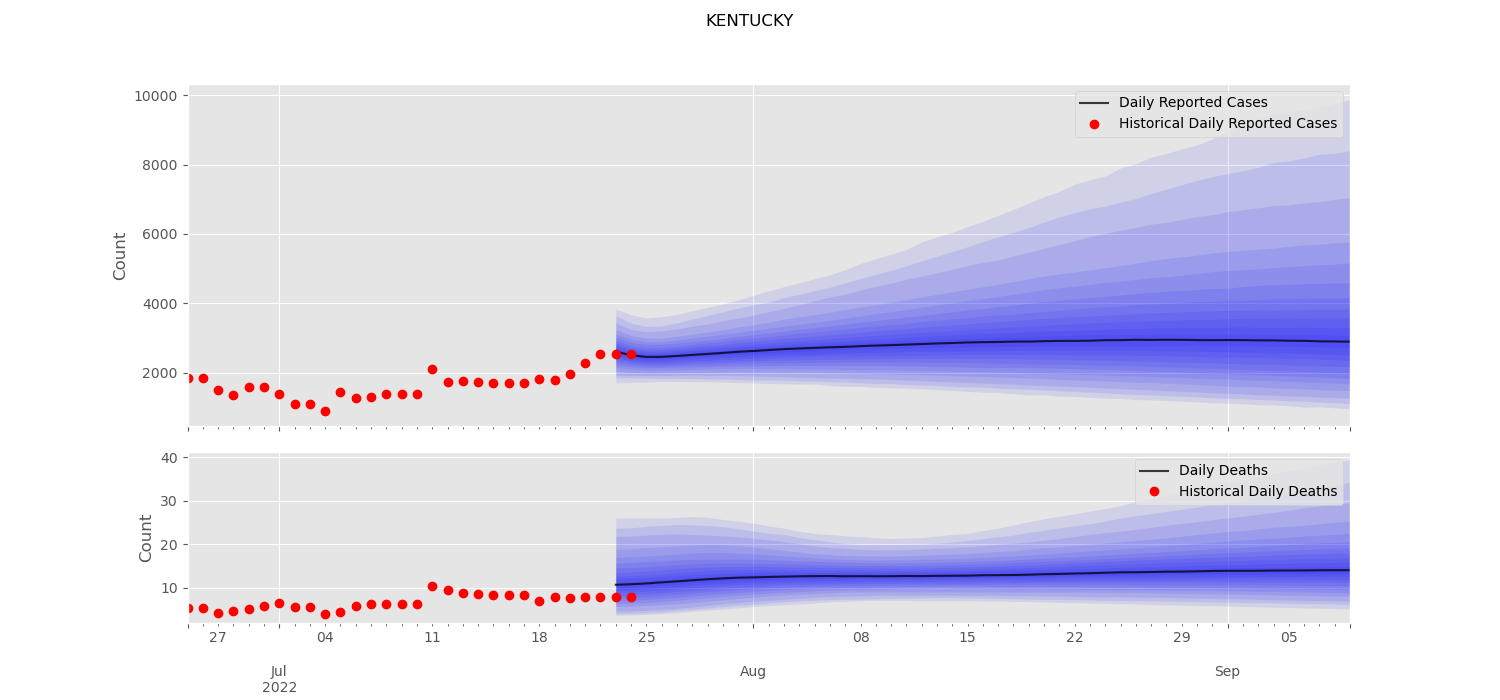 KENTUCKY
10000
8000
6000
4000
2000
Count
Daily Reported Cases
Historical Daily Reported Cases
40
30
20
10
Count
Daily Deaths
Historical Daily Deaths
27 04 11 18 25 08 15 22 29 05
Jul Aug Sep
2022